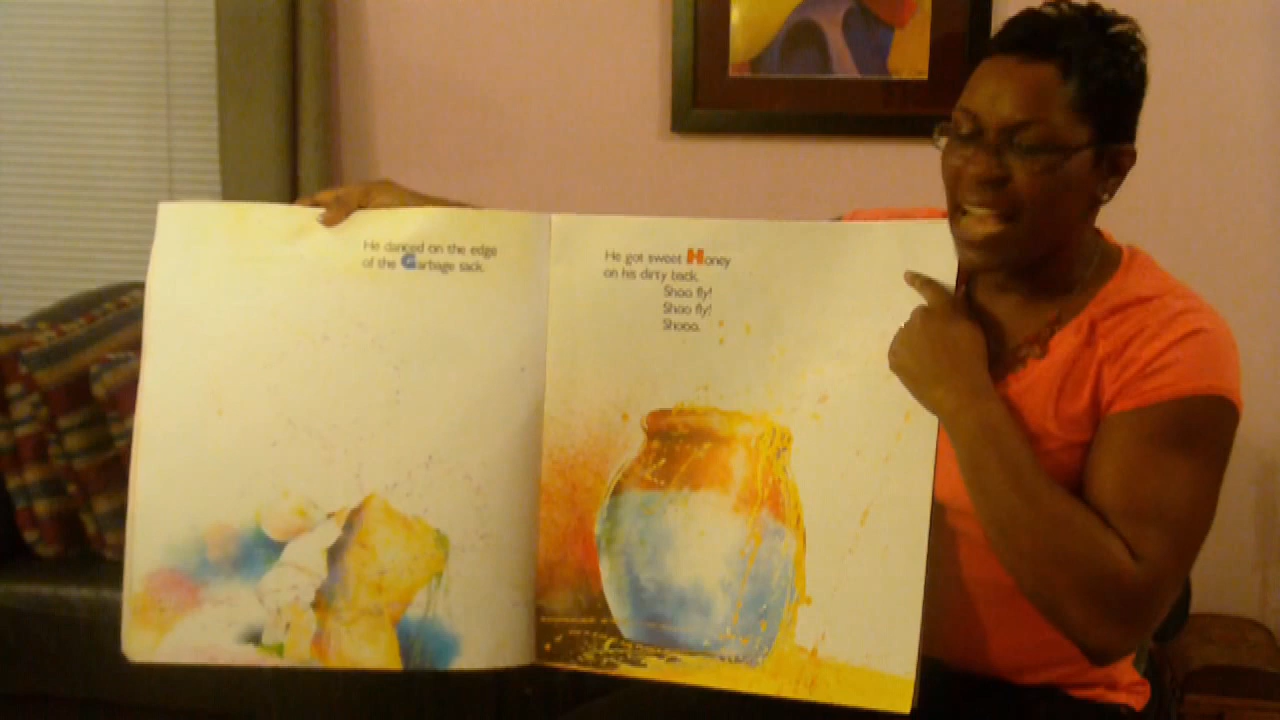 He danced on the edge
of the Garbage sack.
He got sweet Honey
on his dirty back.
Shoo fly!
Shoo fly!
Shooo.